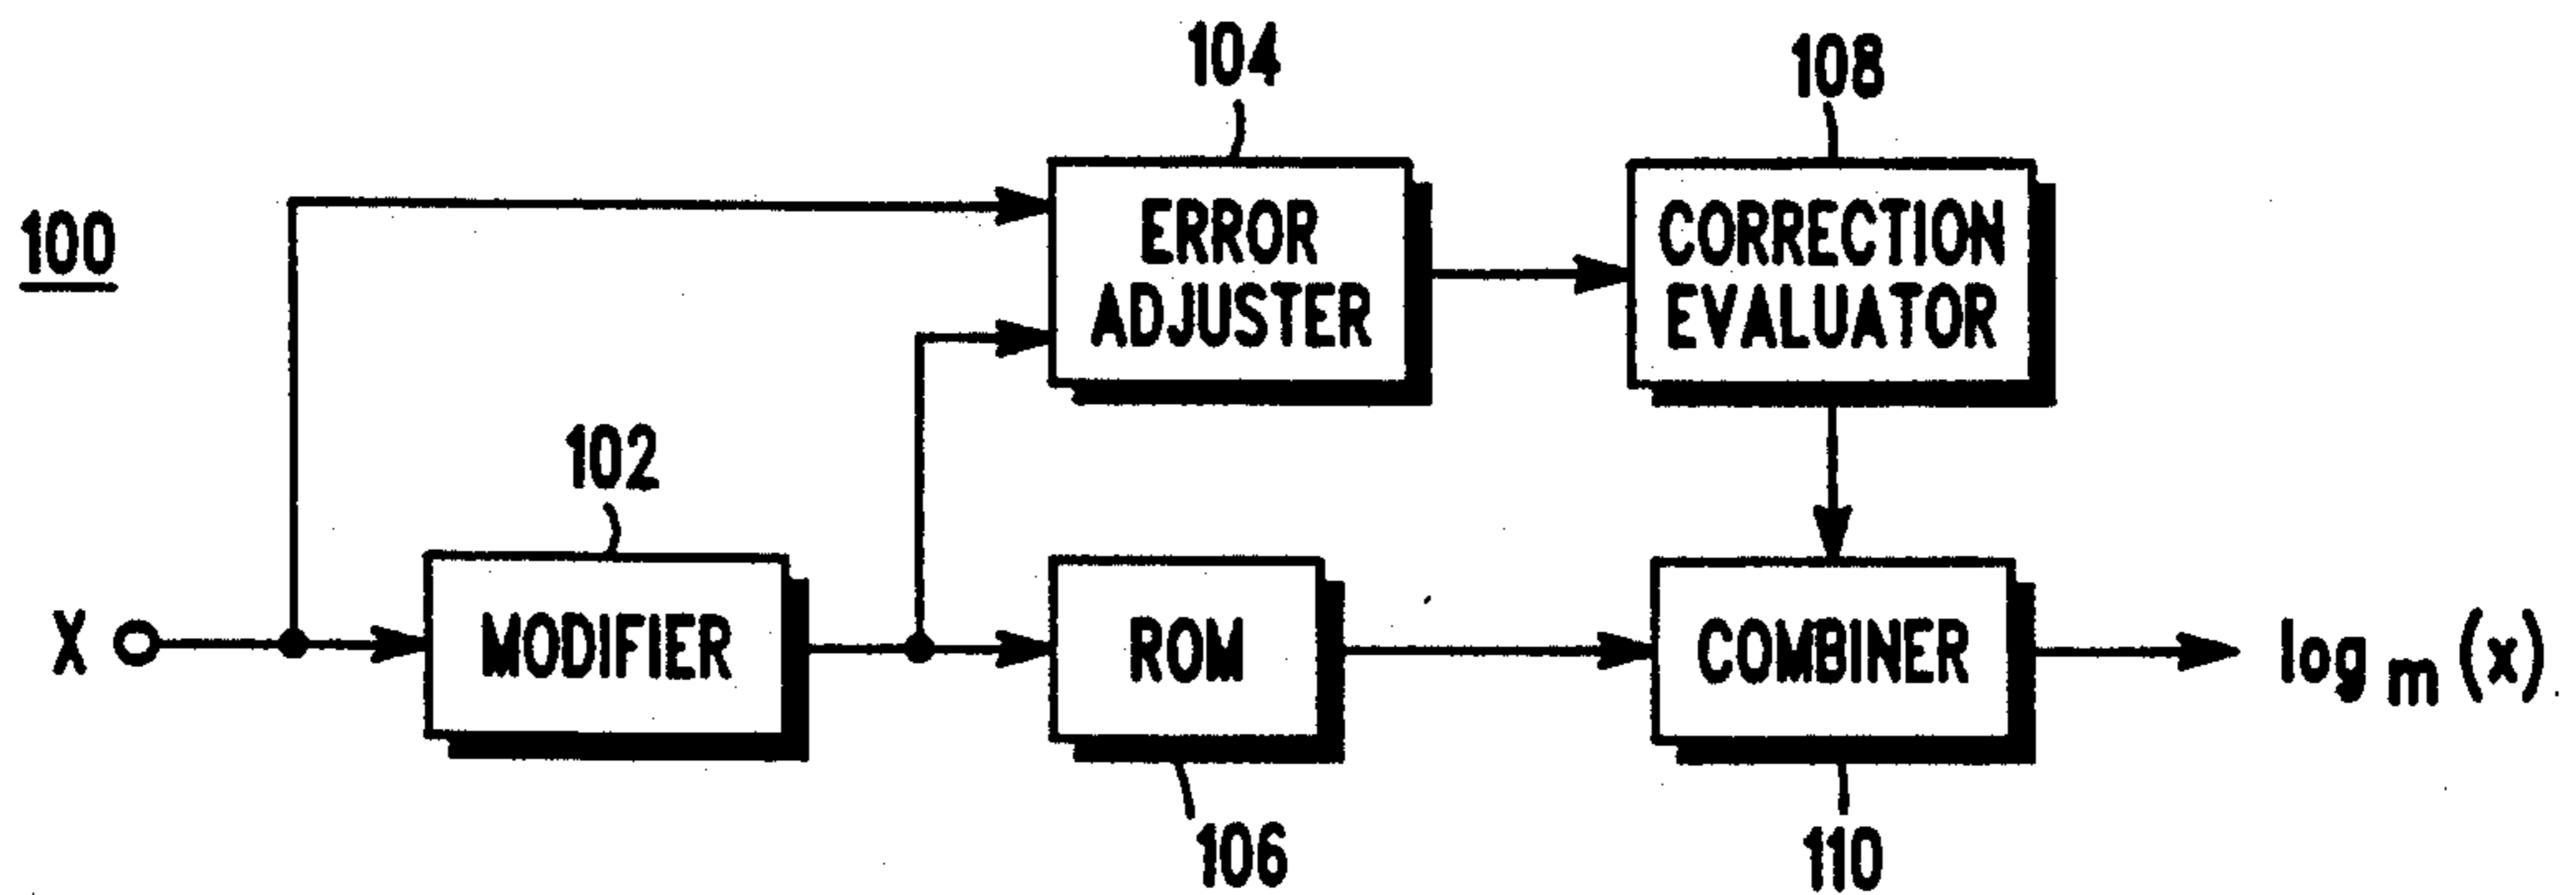 104
108
100
ERROR
ADJUSTER
CORRECTION
EVALUATOR
102
X
MODIFIER
ROM
COMBINER
log m (x)
106
110